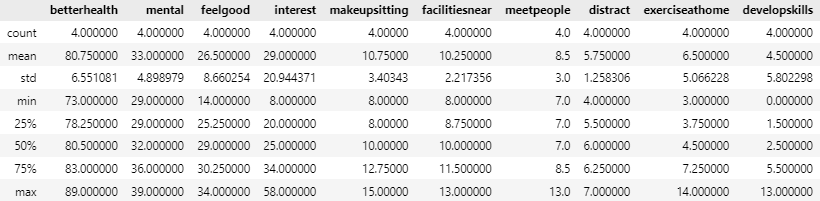 betterhealth mental feelgood interest makeupsitting facilitiesnear meetpeople distract exerciseathome developskills
count 4.000000 4.000000 4.000000 4.000000 4.00000 4.000000 4.0 4.000000 4.000000 4.000000
mean 80.750000 33.000000 26.500000 29.000000 10.75000 10.250000 8.5 5.750000 6.500000 4.500000
std 6.551081 4.898979 8.660254 20.944371 3.40343 2.217356 3.0 1.258306 5.066228 5.802298
min 73.000000 29.000000 14.000000 8.000000 8.00000 8.000000 7.0 4.000000 3.000000 0.000000
25% 78.250000 29.000000 25.250000 20.000000 8.00000 8.750000 7.0 5.500000 3.750000 1.500000
50% 80.500000 32.000000 29.000000 25.000000 10.00000 10.000000 7.0 6.000000 4.500000 2.500000
75% 83.000000 36.000000 30.250000 34.000000 12.75000 11.500000 8.5 6.250000 7.250000 5.500000
max 89.000000 39.000000 34.000000 58.000000 15.00000 13.000000 13.0 7.000000 14.000000 13.000000